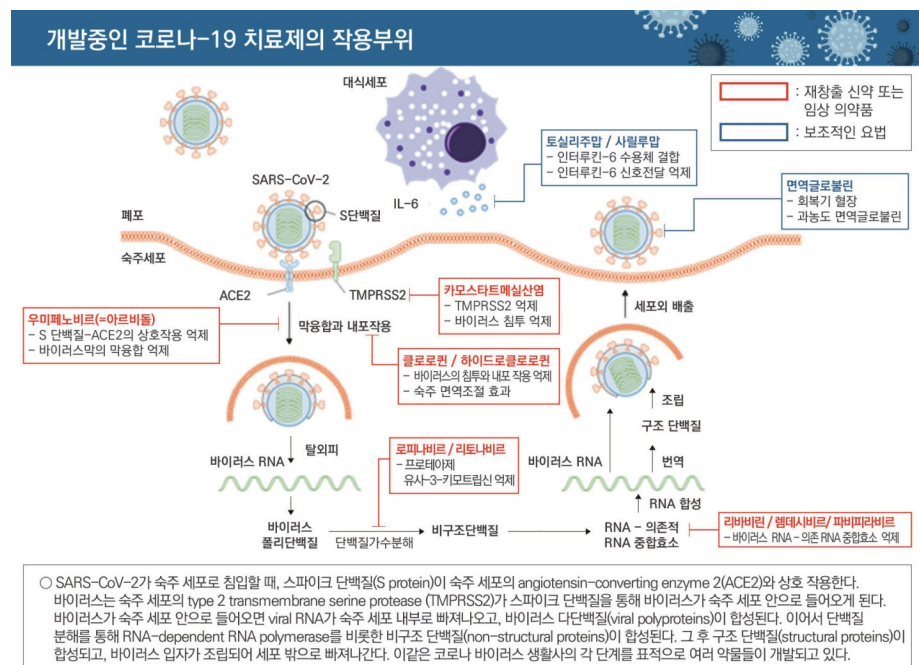 개발중인 코로나-19 치료제의 작용부위
: 재창출 신약 또는
임상 의약품
: 보조적인 요법
대식세포
토실리주맙 / 사릴루맙
- 인터루킨-6 수용체 결합
- 인터루킨-6 신호전달 억제
SARS-CoV-2
IL-6
S단백질
면역글로불린
- 회복기 혈장
- 과농도 면역글로불린
폐포
숙주세포
ACE2
TMPRSS2
카모스타트메실산염
- TMPRSS2 억제
- 바이러스 침투 억제
세포외 배출
우미페노비르(=아르비돌)
- S 단백질-ACE2의 상호작용 억제
- 바이러스막의 막융합 억제
막융합과 내포작용
클로로퀸 / 하이드로클로로퀸
- 바이러스의 침투와 내포 작용 억제
- 숙주 면역조절 효과
조립
구조 단백질
탈외피
바이러스 RNA
로피나비르 / 리토나비르
- 프로테아제
유사-3-키모트립신 억제
바이러스 RNA
번역
RNA 합성
바이러스
폴리단백질
단백질가수분해
비구조단백질
RNA - 의존적
RNA 중합효소
리바비린 / 렘데시비르/ 파비피라비르
- 바이러스 RNA - 의존 RNA 중합효소 억제
○ SARS-CoV-2가 숙주 세포로 침입할 때, 스파이크 단백질(S protein)이 숙주 세포의 angiotensin-converting enzyme 2(ACE2)와 상호 작용한다.
바이러스는 숙주 세포의 type 2 transmembrane serine protease (TMPRSS2)가 스파이크 단백질을 통해 바이러스가 숙주 세포 안으로 들어오게 된다.
바이러스가 숙주 세포 안으로 들어오면 viral RNA가 숙주 세포 내부로 빠져나오고, 바이러스 다단백질(viral polyproteins)이 합성된다. 이어서 단백질
분해를 통해 RNA-dependent RNA polymerase를 비롯한 비구조 단백질(non-structural proteins)이 합성된다. 그 후 구조 단백질(structural proteins)이
합성되고, 바이러스 입자가 조립되어 세포 밖으로 빠져나간다. 이같은 코로나 바이러스 생활사의 각 단계를 표적으로 여러 약물들이 개발되고 있다.